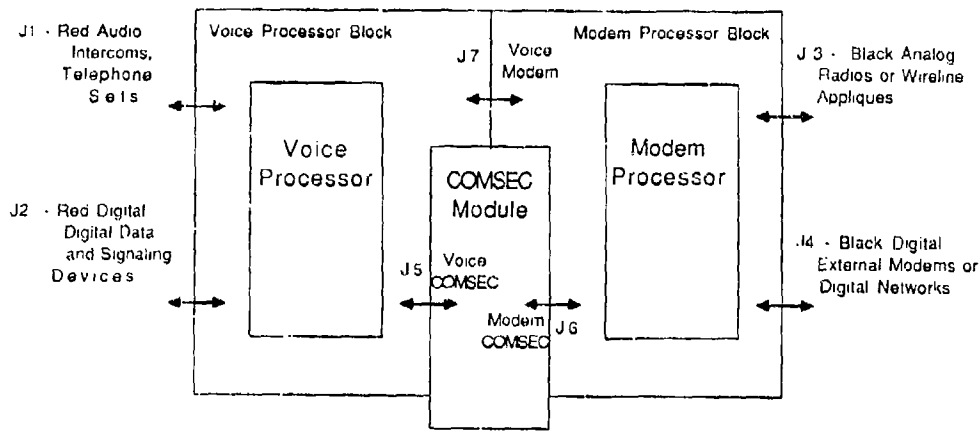 J1 - Red Audio
Intercoms,
Telephone
Sets
J2 - Red Digital
Digital Data
and Signaling
Devices
Voice Processor Block
Voice
Processor
J7
Voice
Modem
COMSEC
Module
J5
Voice
COMSEC
Modem
COMSEC
J6
Modem Processor Block
Modem
Processor
J3 - Black Analog
Radios or Wireline
Appliques
J4 - Black Digital
External Modems or
Digital Networks